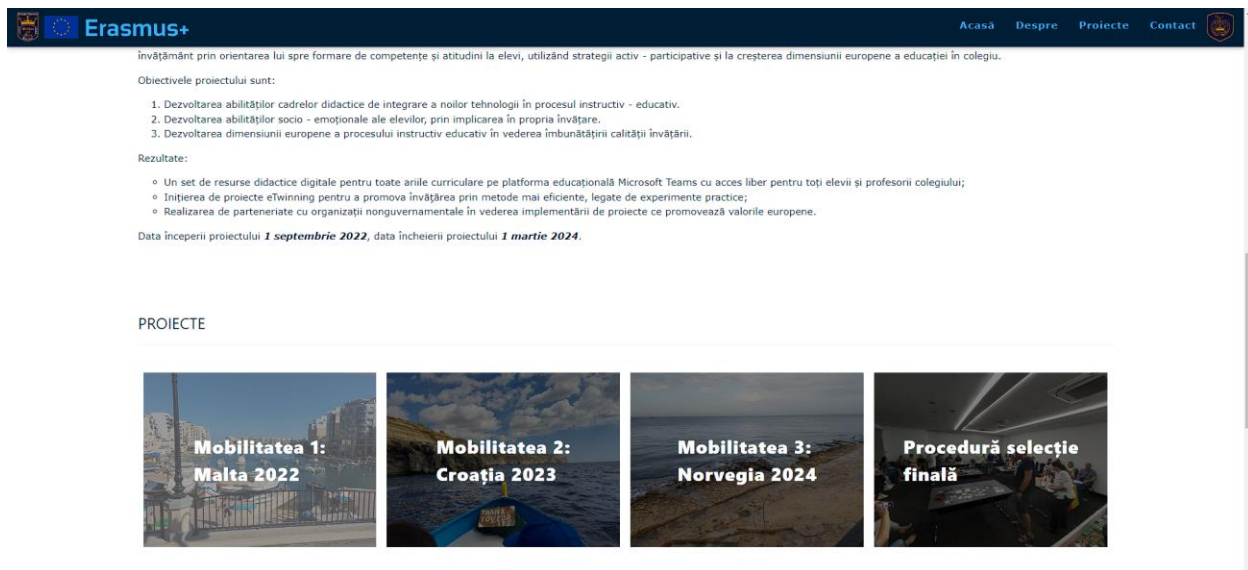 Erasmus+
Acasă Despre Proiecte Contact
învățământ prin orientarea lui spre formare de competențe și atitudini la elevi, utilizând strategii activ - participative și la creșterea dimensiunii europene a educației în colegiu.
Obiectivele proiectului sunt:
1. Dezvoltarea abilităților cadrelor didactice de integrare a noilor tehnologii în procesul instructiv - educativ.
2. Dezvoltarea abilităților socio - emoționale ale elevilor, prin implicarea în propria învățare.
3. Dezvoltarea dimensiunii europene a procesului instructiv educativ în vederea îmbunătățirii calității învățării.
Rezultate:
Un set de resurse didactice digitale pentru toate ariile curriculare pe platforma educațională Microsoft Teams cu acces liber pentru toți elevii și profesorii colegiului;
Inițierea de proiecte eTwinning pentru a promova învățarea prin metode mai eficiente, legate de experimente practice;
Realizarea de parteneriate cu organizații nonguvernamentale în vederea implementării de proiecte ce promovează valorile europene.
Data începerii proiectului 1 septembrie 2022, data încheierii proiectului 1 martie 2024.
PROIECTE
Mobilitatea 1:
Malta 2022
Mobilitatea 2:
Croația 2023
Mobilitatea 3:
Norvegia 2024
Procedură selecție
finală